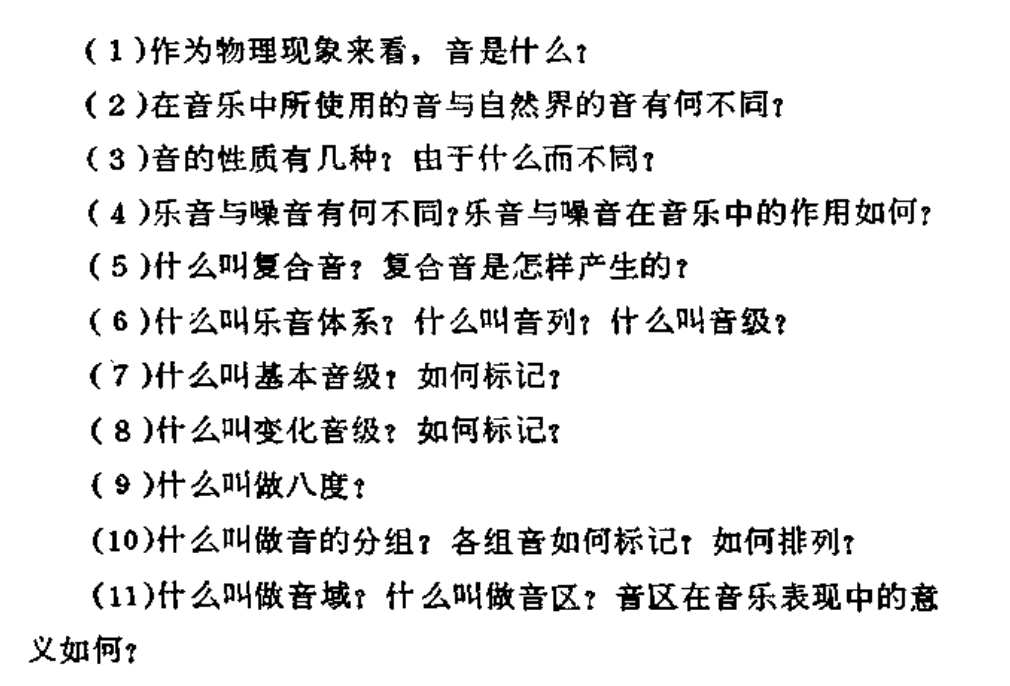 (1)作为物理现象来看，音是什么？
(2)在音乐中所使用的音与自然界的音有何不同？
(3)音的性质有几种？由于什么而不同？
(4)乐音与噪音有何不同？乐音与噪音在音乐中的作用如何？
(5)什么叫复合音？复合音是怎样产生的？
(6)什么叫乐音体系？什么叫音列？什么叫音级？
(7)什么叫基本音级？如何标记？
(8)什么叫变化音级？如何标记？
(9)什么叫做八度？
(10)什么叫做音的分组？各组音如何标记？如何排列？
(11)什么叫做音域？什么叫做音区？音区在音乐表现中的意
义如何？